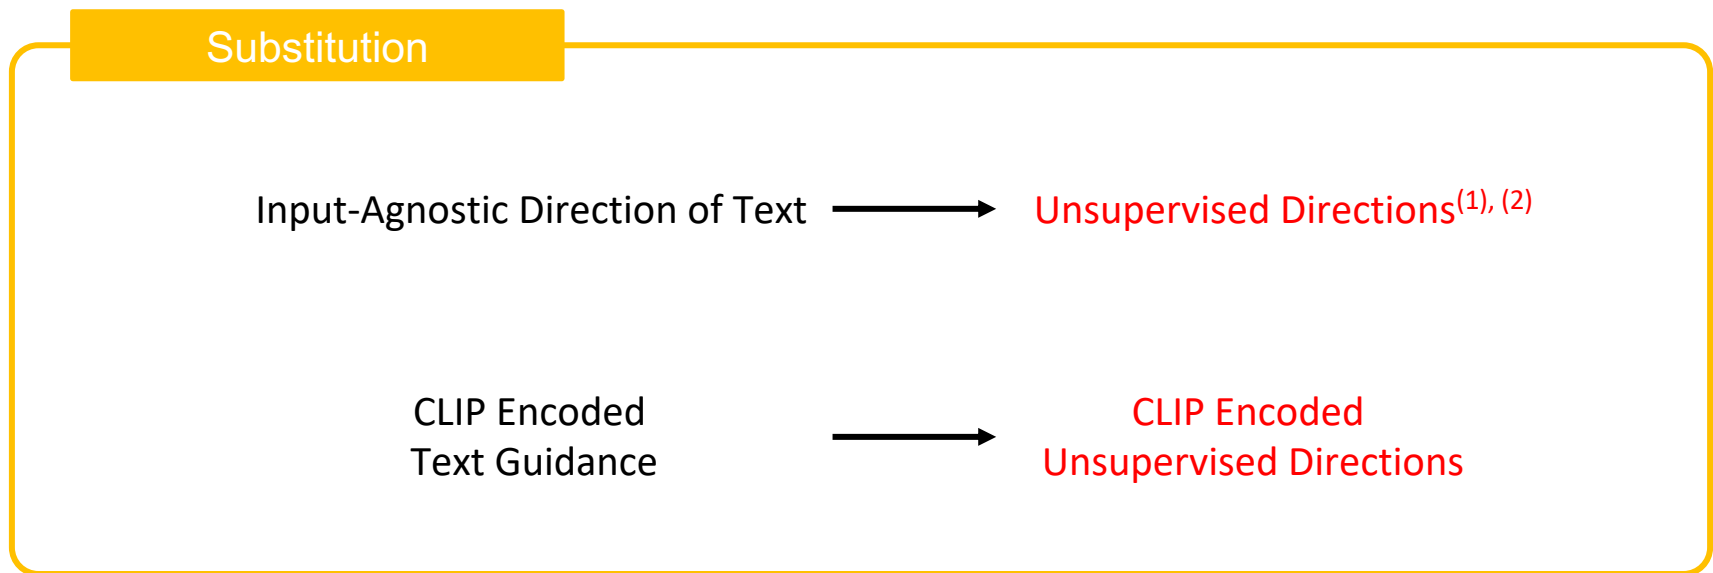 Substitution
Input-Agnostic Direction of Text
Unsupervised Directions(1), (2)
CLIP Encoded
Text Guidance
CLIP Encoded
Unsupervised Directions